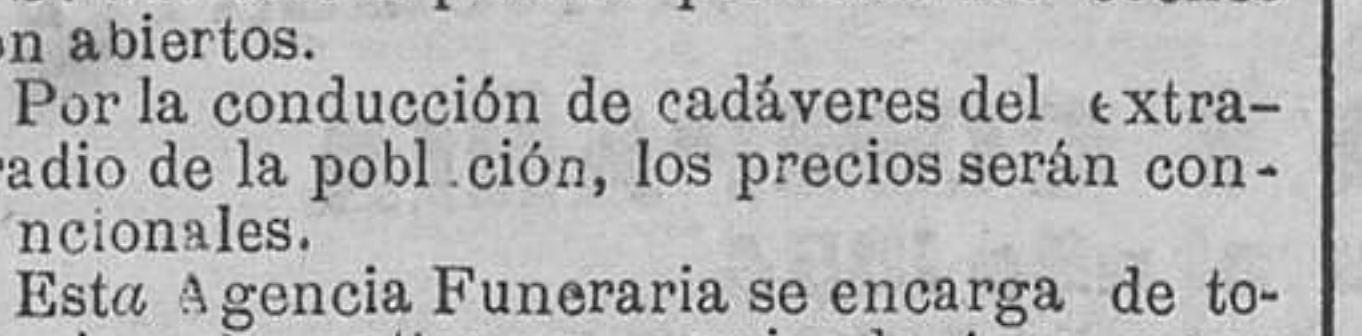 abiertos.
Por la conducción de cadáveres del extra-
radio de la pobl.ción, los precios serán con-
ncionales.
Esta Agencia Funeraria se encarga de to-